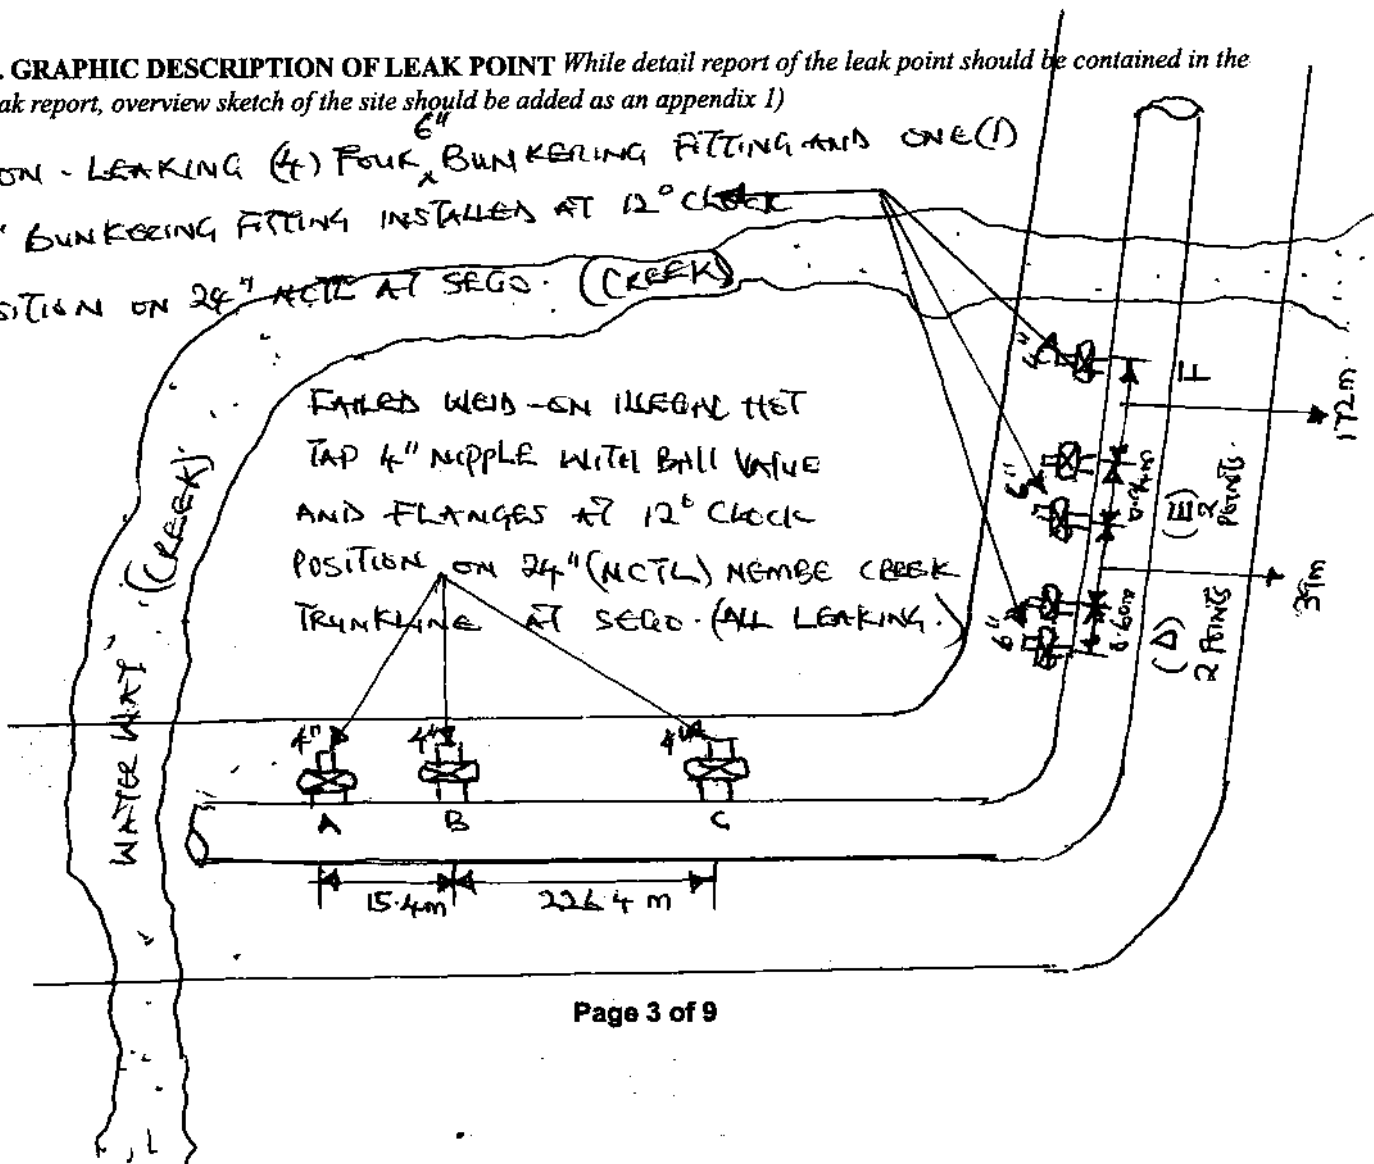 . GRAPHIC DESCRIPTION OF LEAK POINT While detail report of the leak point should be contained in the
ak report, overview sketch of the site should be added as an appendix 1)
6"
ON - LEAKING (4) FOUR BUNKERING FITTING AND ONE (1)
" BUNKERING FITTING INSTALLED AT 12° CLOCK
SITION ON 24" NCTL AT SEGO. (CREEK)
FAILED WELD-ON ILLEGAL HOT
TAP 4" NIPPLE WITH BALL VALVE
AND FLANGES AT 12° CLOCK
POSITION ON 24" (NCTL) NEMBE CREEK
TRUNKLINE AT SEGO. (ALL LEAKING.)
(CREEK)
WATER WAY
4" 4" 4"
A B C
15.4m 226.4 m
4"
F
172m
6"
(E) 2 POINTS
39m
6"
0.60m
(D) 2 POINTS
Page 3 of 9